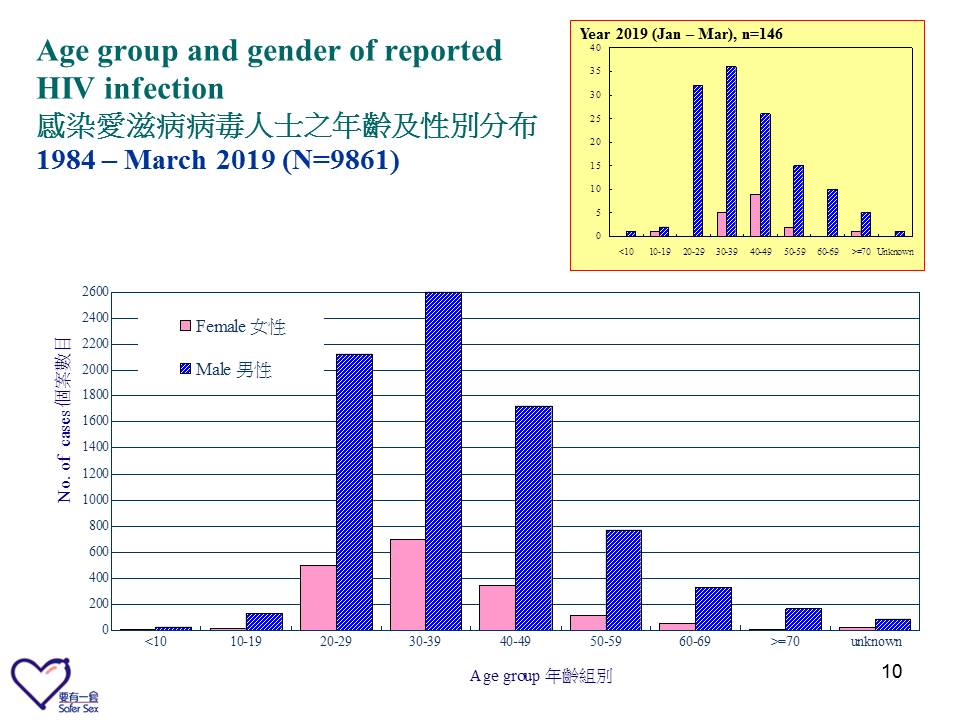 Age group and gender of reported
HIV infection
感染愛滋病病毒人士之年齡及性別分布
1984 – March 2019 (N=9861)
Year 2019 (Jan – Mar), n=146
40
35
30
25
20
15
10
5
0
<10 10-19 20-29 30-39 40-49 50-59 60-69 >=70 Unknown
No. of cases 個案數目
2600
2400
2200
2000
1800
1600
1400
1200
1000
800
600
400
200
0
Female 女性
Male 男性
<10 10-19 20-29 30-39 40-49 50-59 60-69 >=70 unknown
Age group 年齡組別
要有一套
Safer Sex
10